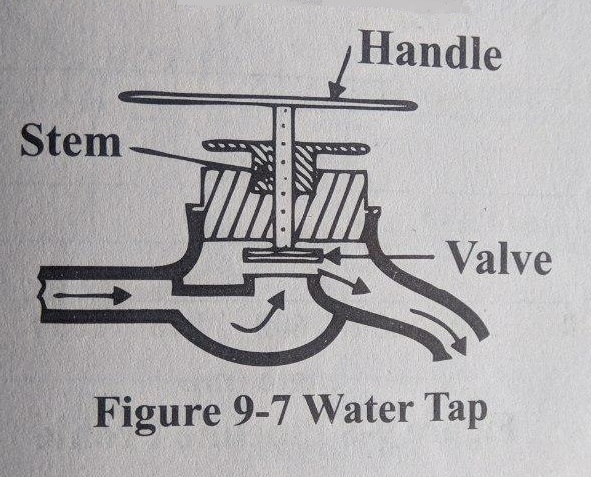 Handle
Stem
Valve
Figure 9-7 Water Tap